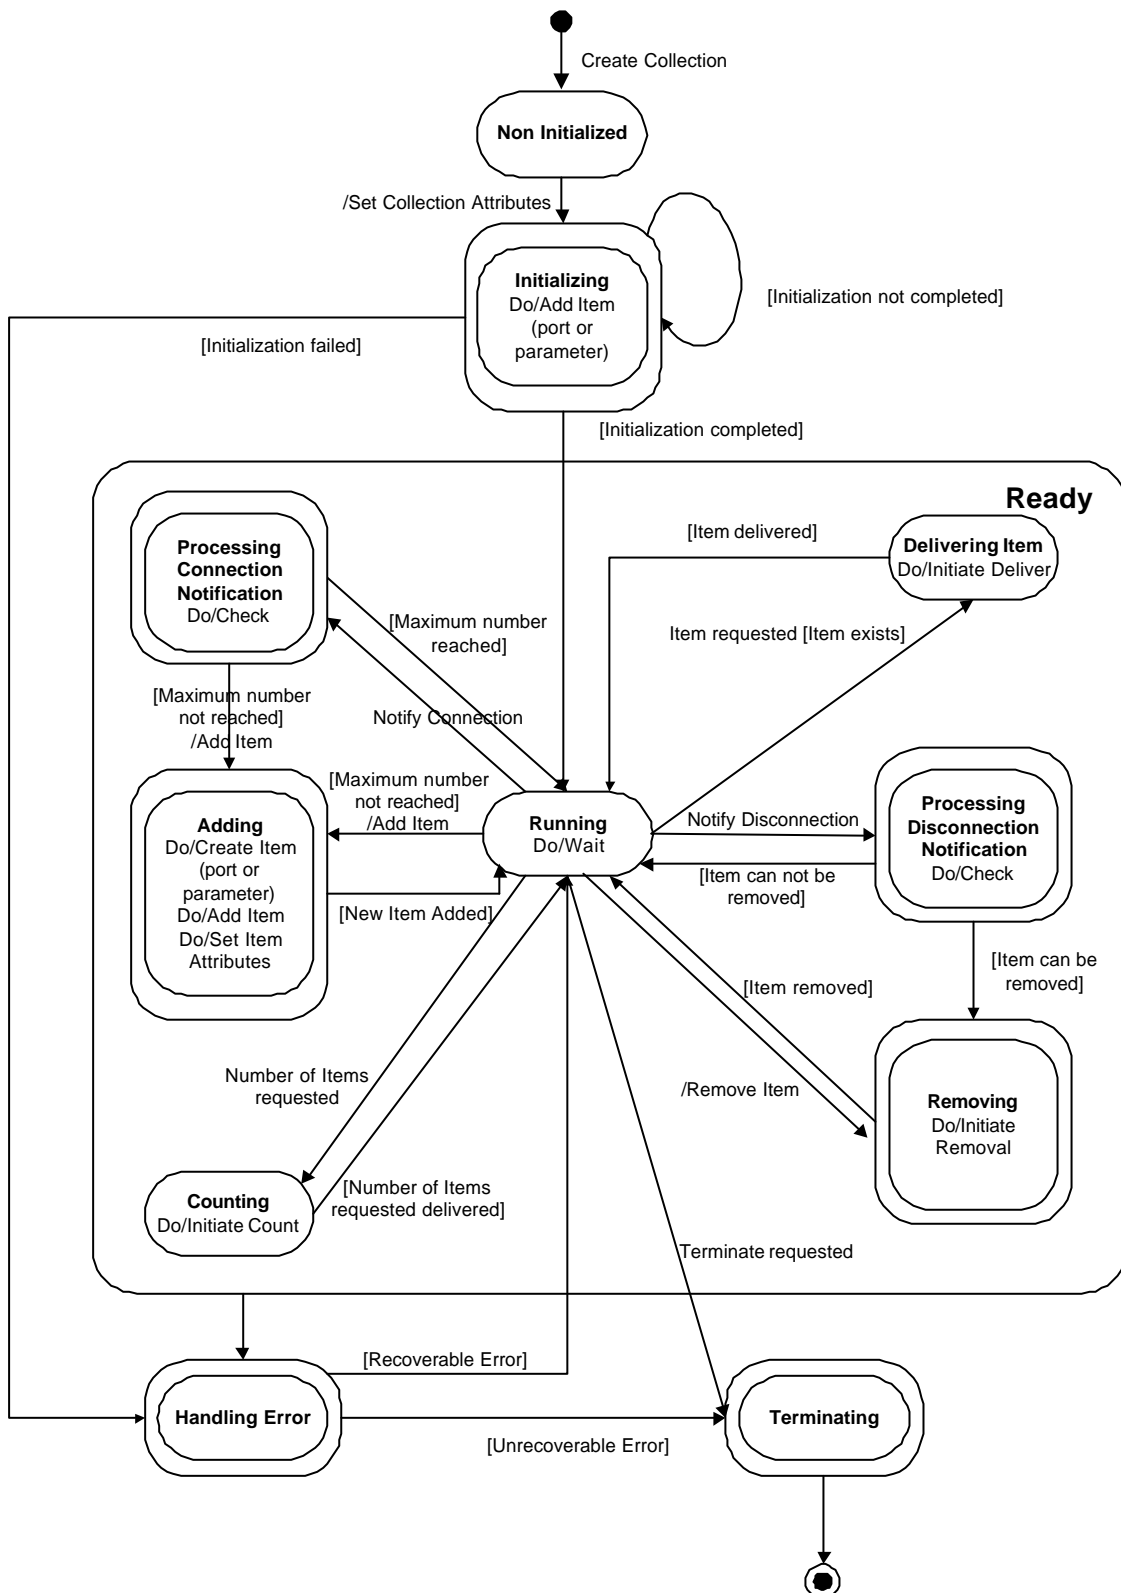 Create Collection
Non Initialized
/Set Collection Attributes
Initializing
Do/Add Item
(port or
parameter)
[Initialization not completed]
[Initialization failed]
[Initialization completed]
Ready
Processing
Connection
Notification
Do/Check
[Item delivered]
Delivering Item
Do/Initiate Deliver
[Maximum number
reached]
Item requested [Item exists]
[Maximum number
not reached]
/Add Item
Notify Connection
[Maximum number
not reached]
/Add Item
Adding
Do/Create Item
(port or
parameter)
Do/Add Item
Do/Set Item
Attributes
Running
Do/Wait
Notify Disconnection
Processing
Disconnection
Notification
Do/Check
[Item can not be
removed]
[New Item Added]
[Item can be
removed]
[Item removed]
Number of Items
requested
/Remove Item
Removing
Do/Initiate
Removal
Counting
Do/Initiate Count
[Number of Items
requested delivered]
Terminate requested
[Recoverable Error]
Handling Error
[Unrecoverable Error]
Terminating